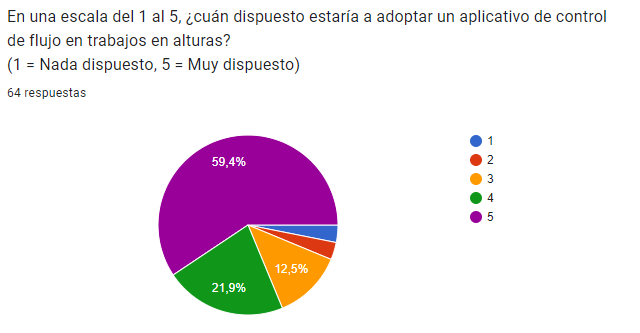 En una escala del 1 al 5, ¿cuán dispuesto estaría a adoptar un aplicativo de control
de flujo en trabajos en alturas?
(1 = Nada dispuesto, 5 = Muy dispuesto)
64 respuestas
59,4%
12,5%
21,9%
1
2
3
4
5